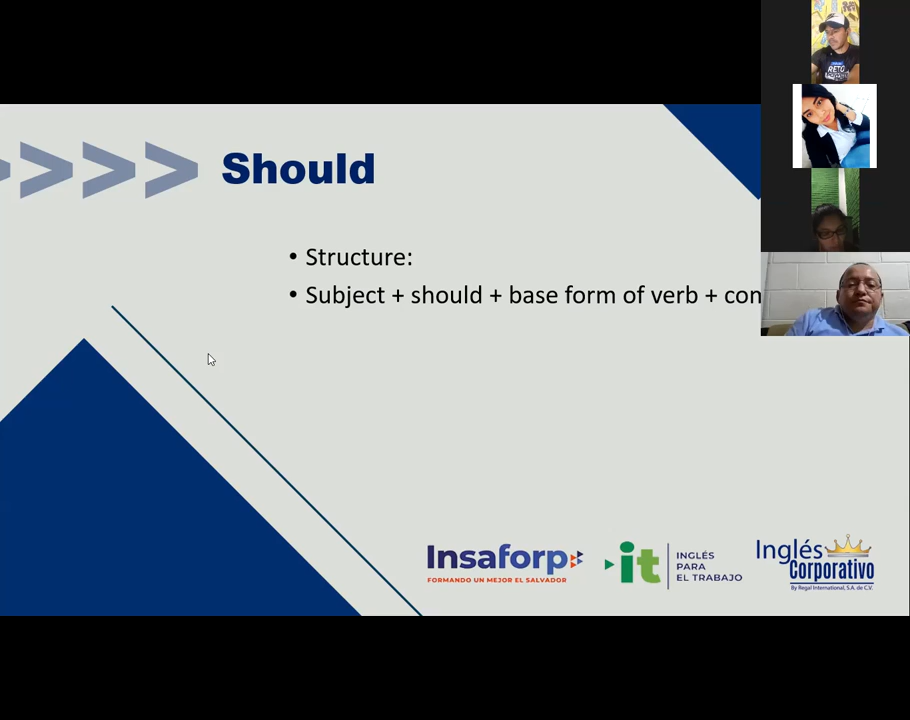 Should
• Structure:
• Subject + should + base form of verb +
RETO
Insaforp
FORMANDO UN MEJOR EL SALVADOR
it
INGLÉS
PARA
EL TRABAJO
Inglés
Corporativo
By Regal International, S.A. de C.V.